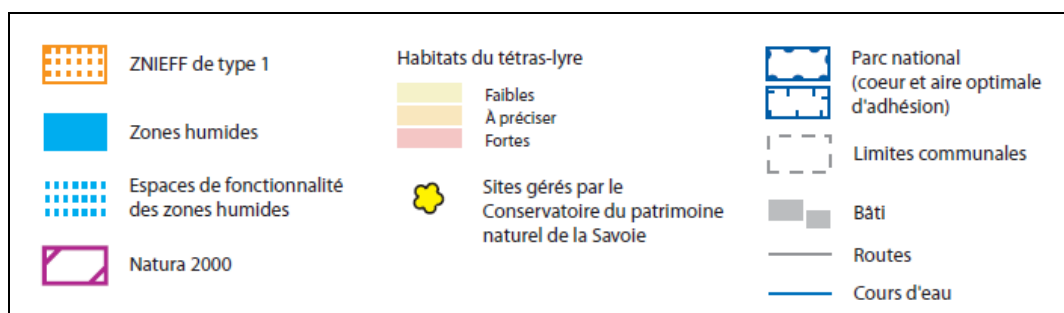 ZNIEFF de type 1
Zones humides
Espaces de fonctionnalité
des zones humides
Natura 2000
Habitats du tétras-lyre
Faibles
À préciser
Fortes
Sites gérés par le
Conservatoire du patrimoine
naturel de la Savoie
Parc national
(coeur et aire optimale
d'adhésion)
Limites communales
Bâti
Routes
Cours d'eau